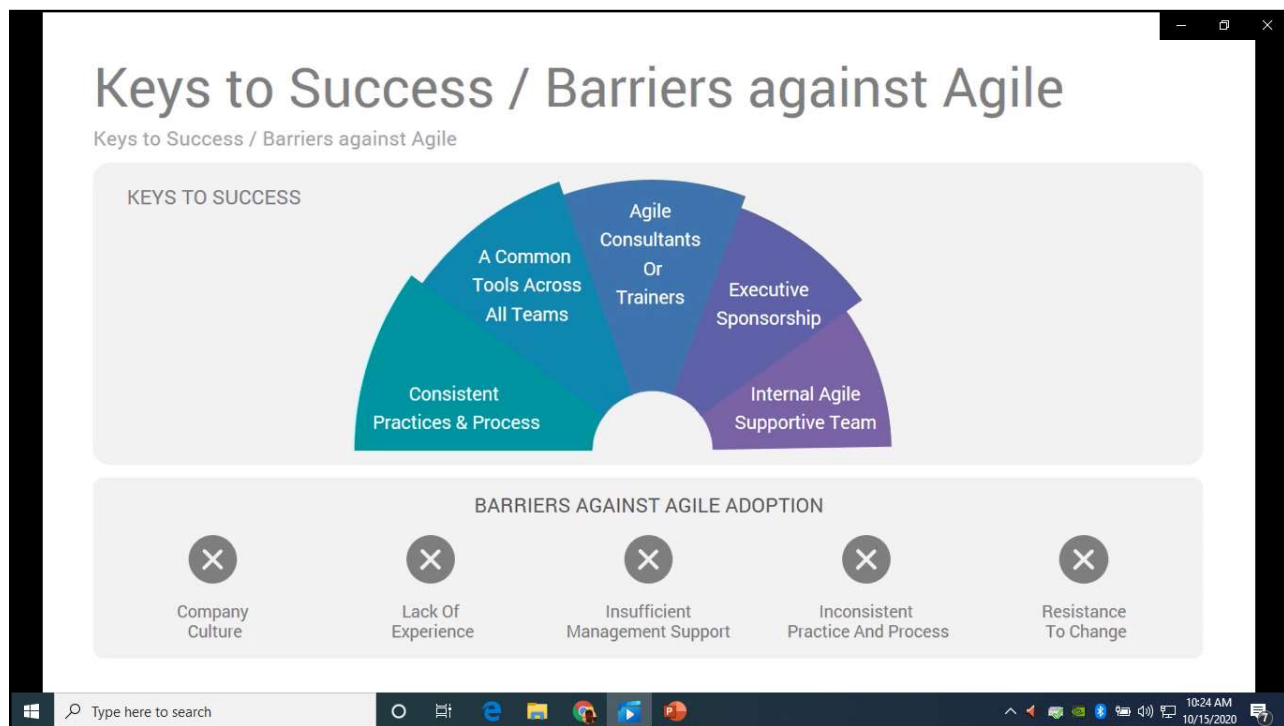 Keys to Success / Barriers against Agile
Keys to Success / Barriers against Agile
KEYS TO SUCCESS
Consistent
Practices & Process
A Common
Tools Across
All Teams
Agile
Consultants
Or
Trainers
Executive
Sponsorship
Internal Agile
Supportive Team
BARRIERS AGAINST AGILE ADOPTION
Company
Culture
Lack Of
Experience
Insufficient
Management Support
Inconsistent
Practice And Process
Resistance
To Change
Type here to search
10:24 AM
10/15/2020